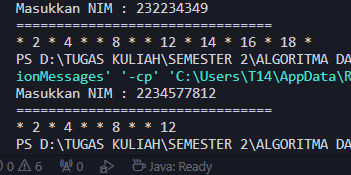 Masukkan NIM : 232234349
==============================
* 2 * 4 * * 8 * * 12 * 14 * 16 * 18 *
PS D:\TUGAS KULIAH\SEMESTER 2\ALGORITMA DA
ionMessages' '-cp' 'C:\Users\T14\AppData\R
Masukkan NIM : 2234577812
==============================
* 2 * 4 * * 8 * * 12
PS D:\TUGAS KULIAH\SEMESTER 2\ALGORITMA DA
0 6 0 Java: Ready